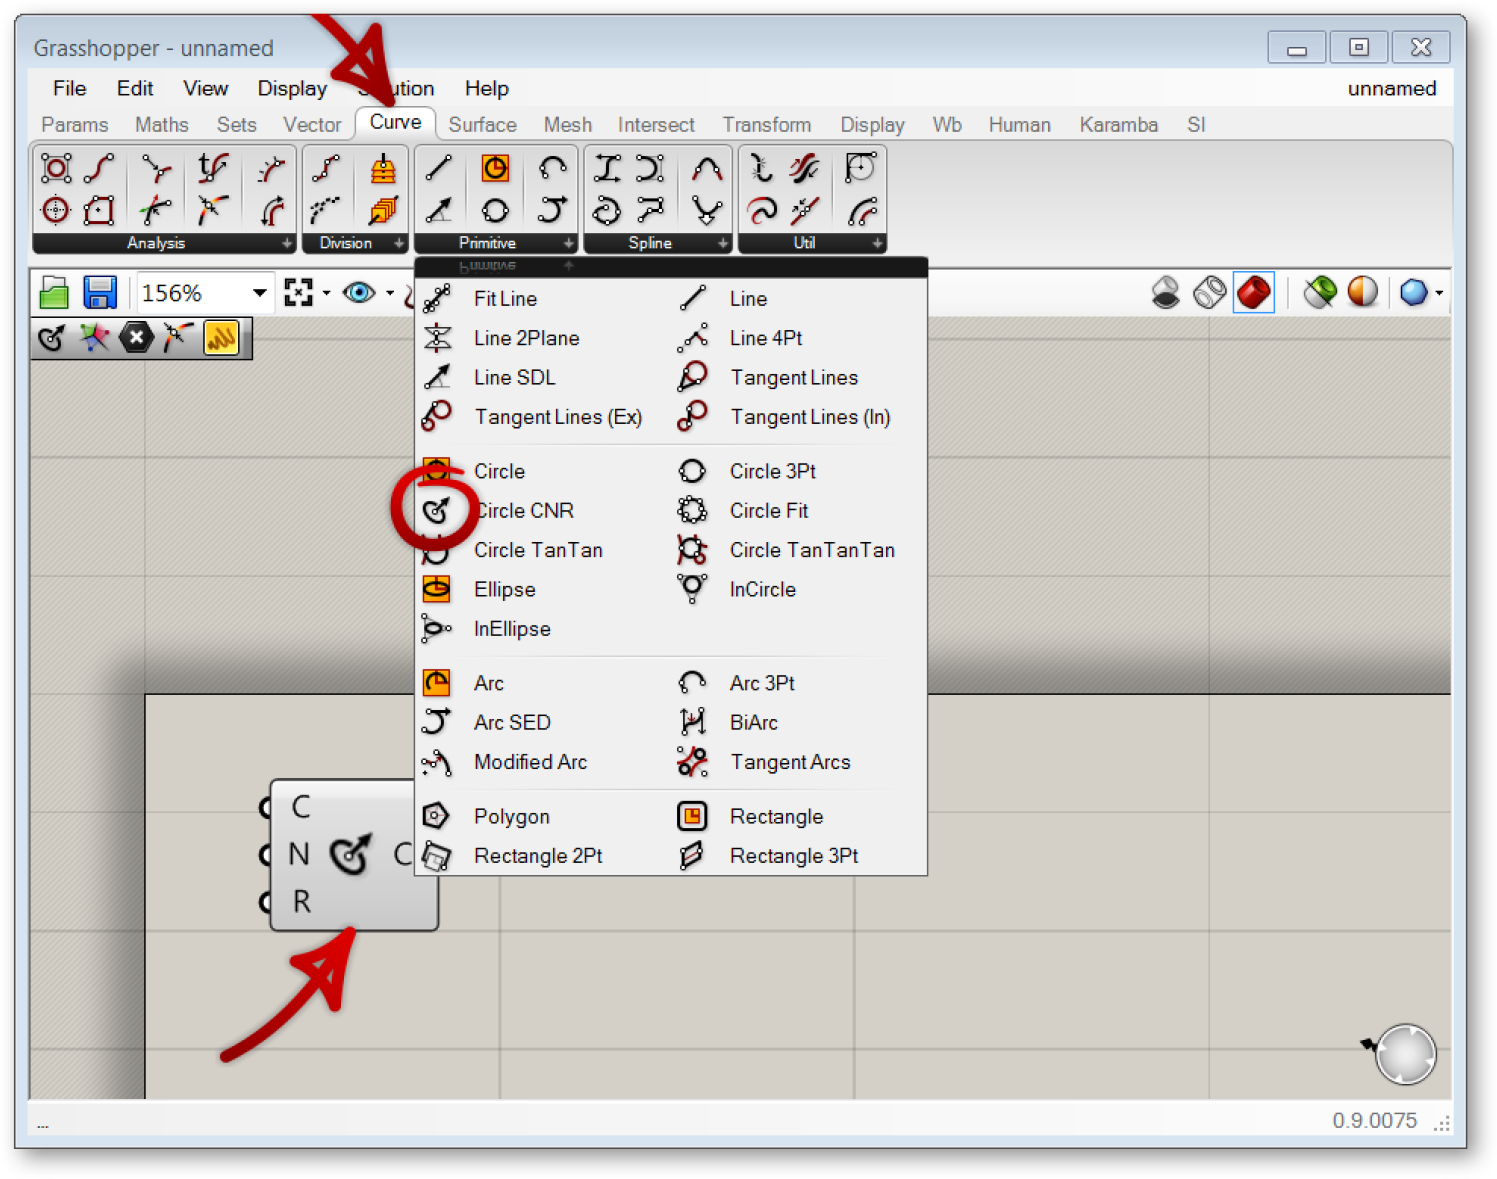 Grasshopper - unnamed
File Edit View Display Help unnamed
Params Maths Sets Vector Curve Surface Mesh Intersect Transform Display Wb Human Karamba SI
Analysis Division Primitive Spline Util
Primitive
156%
Fit Line Line
Line 2Plane Line 4Pt
Line SDL Tangent Lines
Tangent Lines (Ex) Tangent Lines (In)
Circle Circle 3Pt
Circle CNR Circle Fit
Circle TanTan Circle TanTanTan
Ellipse InCircle
InEllipse
Arc Arc 3Pt
Arc SED BiArc
Modified Arc Tangent Arcs
Polygon Rectangle
Rectangle 2Pt Rectangle 3Pt
C
N C
R
... 0.9.0075